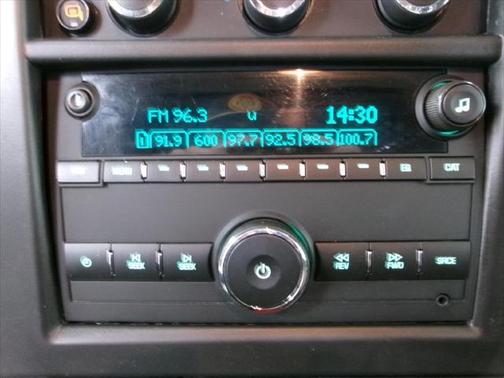 FM 96.3 14:30
1 91.9 600 97.7 92.5 98.5 100.7
MENU EQ CAT
SEEK SEEK REV FWD SRCE